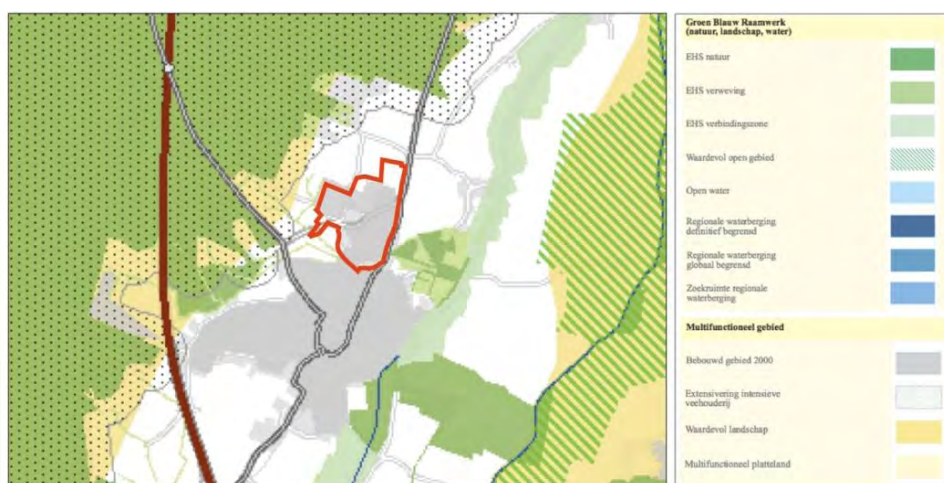 Groen Blauw Raamwerk
(natuur, landschap, water)
EHS natuur
EHS verweving
EHS verbindingszone
Waardevol open gebied
Open water
Regionale waterberging
definitief begrensd
Regionale waterberging
globaal begrensd
Zoekruimte regionale
waterberging
Multifunctioneel gebied
Bebouwd gebied 2000
Extensivering intensieve
veehouderij
Waardevol landschap
Multifunctioneel platteland